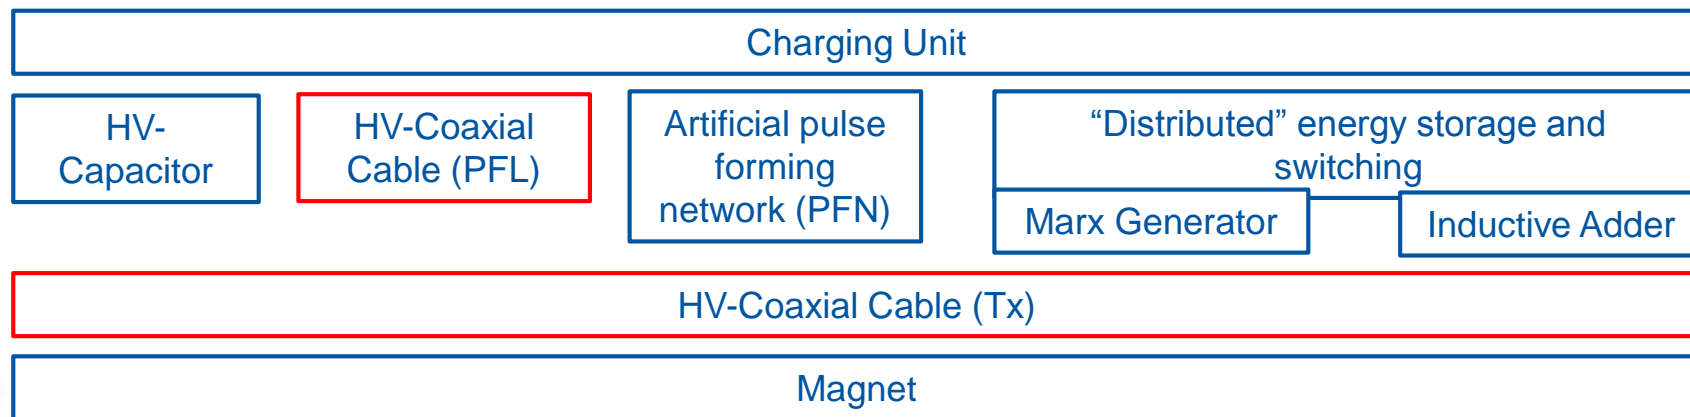 Charging Unit
HV-
Capacitor
HV-Coaxial
Cable (PFL)
Artificial pulse
forming
network (PFN)
“Distributed” energy storage and
switching
Marx Generator
Inductive Adder
HV-Coaxial Cable (Tx)
Magnet